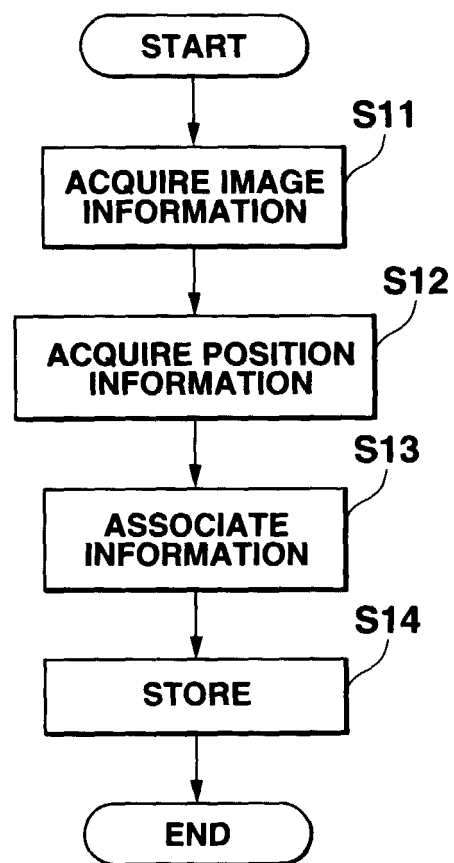 START
S11
ACQUIRE IMAGE
INFORMATION
S12
ACQUIRE POSITION
INFORMATION
S13
ASSOCIATE
INFORMATION
S14
STORE
END